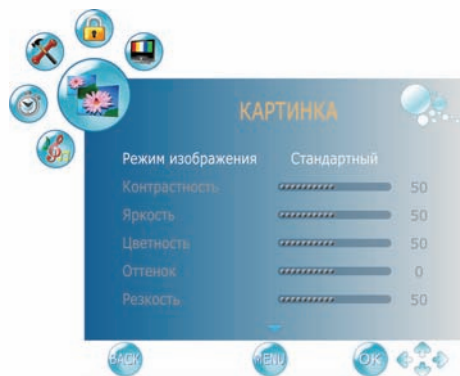 КАРТИНКА
Режим изображения Стандартный
Контрастность 50
Яркость 50
Цветность 50
Оттенок 0
Резкость 50
BACK MENU OK